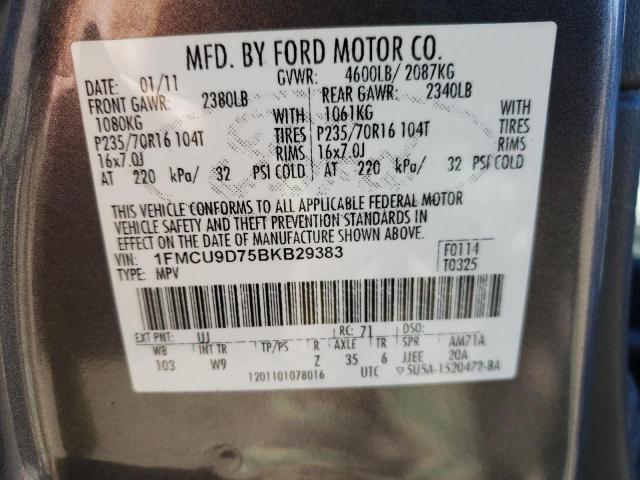 MFD. BY FORD MOTOR CO.
DATE: 01/11 GVWR: 4600LB/ 2087KG
FRONT GAWR: 2380LB REAR GAWR: 2340LB
1080KG WITH 1061KG WITH
P235/70R16 104T TIRES P235/70R16 104T TIRES
16x7.0J RIMS 16x7.0J RIMS
AT 220 kPa/ 32 PSI COLD AT 220 kPa/ 32 PSI COLD
THIS VEHICLE CONFORMS TO ALL APPLICABLE FEDERAL MOTOR
VEHICLE SAFETY AND THEFT PREVENTION STANDARDS IN
EFFECT ON THE DATE OF MANUFACTURE SHOWN ABOVE.
VIN: 1FMCU9D75BKB29383 F0114
TYPE: MPV T0325
EXT PNT: UJ RC: 71 DSO:
WB INT TR TP/PS R AXLE TR SPR AM71A
103 W9 Z 35 6 JJEE 20A
1201101078016 UTC ▽5U5A-1520472-BA